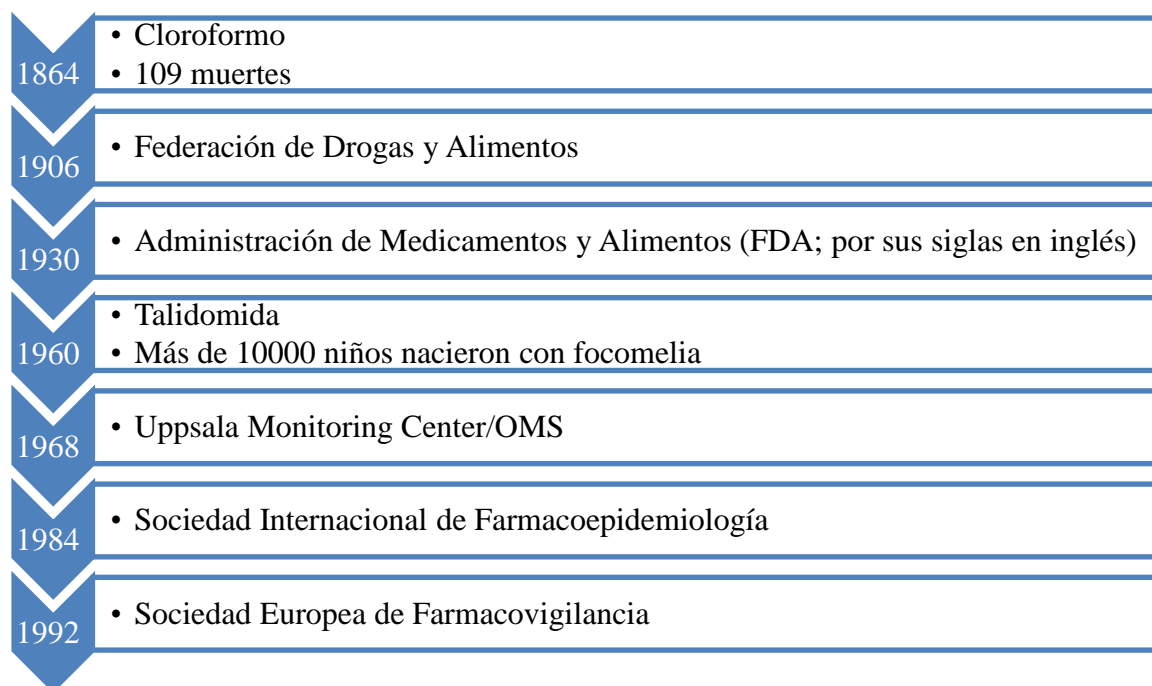 1864
• Cloroformo
• 109 muertes
1906
• Federación de Drogas y Alimentos
1930
• Administración de Medicamentos y Alimentos (FDA; por sus siglas en inglés)
1960
• Talidomida
• Más de 10000 niños nacieron con focomelia
1968
• Uppsala Monitoring Center/OMS
1984
• Sociedad Internacional de Farmacoepidemiología
1992
• Sociedad Europea de Farmacovigilancia